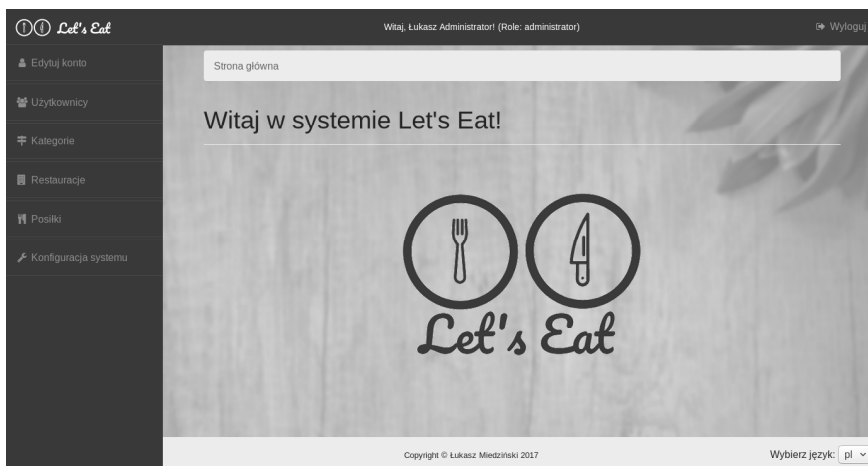 Let's Eat
Witaj, Łukasz Administrator! (Role: administrator)
Wyloguj
Edytuj konto
Użytkownicy
Kategorie
Restauracje
Posiłki
Konfiguracja systemu
Strona główna
Witaj w systemie Let's Eat!
Let's Eat
Copyright © Łukasz Miedziński 2017
Wybierz język: pl